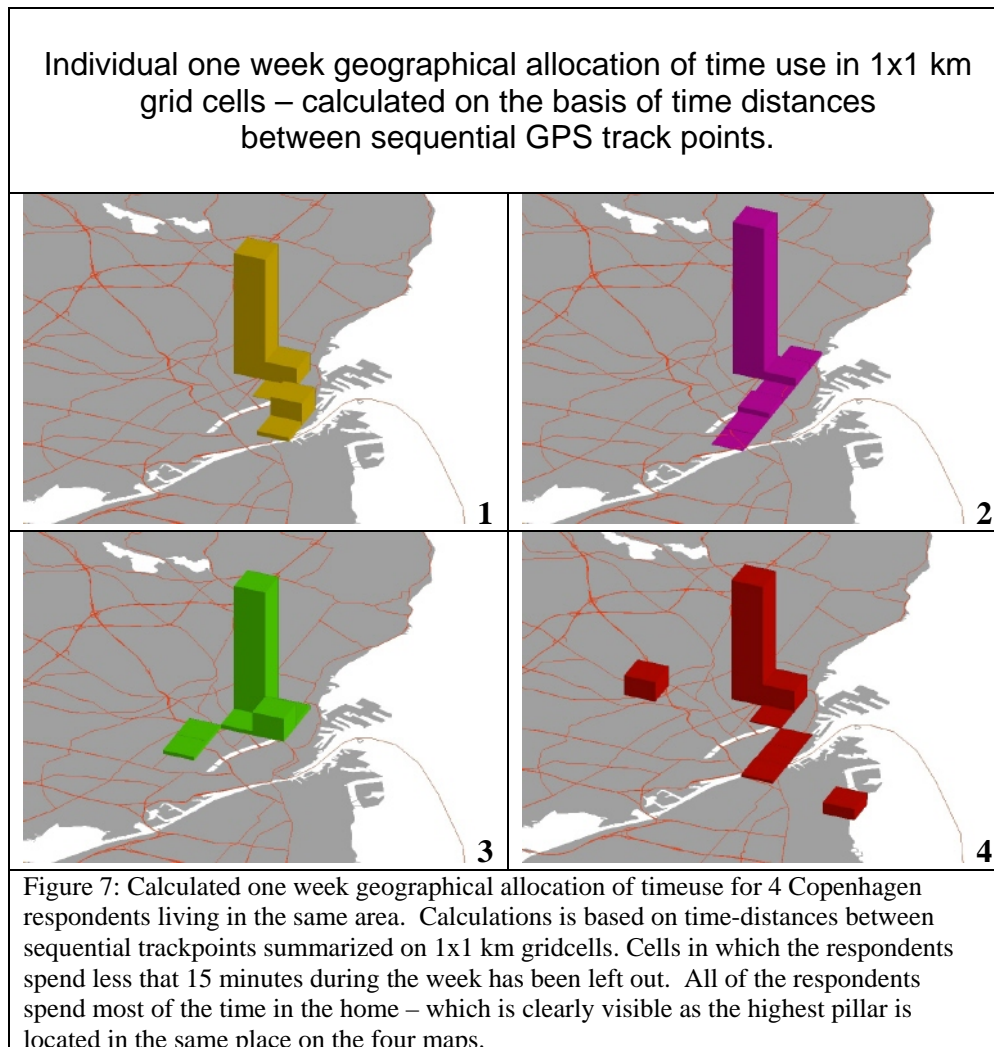 Individual one week geographical allocation of time use in 1x1 km
grid cells – calculated on the basis of time distances
between sequential GPS track points.
1
2
3
4
Figure 7: Calculated one week geographical allocation of timeuse for 4 Copenhagen
respondents living in the same area. Calculations is based on time-distances between
sequential trackpoints summarized on 1x1 km gridcells. Cells in which the respondents
spend less that 15 minutes during the week has been left out. All of the respondents
spend most of the time in the home – which is clearly visible as the highest pillar is
located in the same place on the four maps.